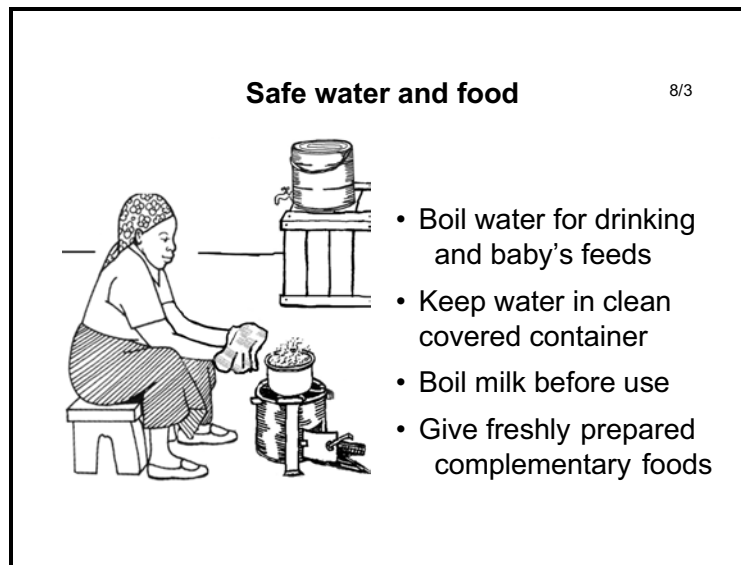 Safe water and food
8/3
• Boil water for drinking
and baby’s feeds
• Keep water in clean
covered container
• Boil milk before use
• Give freshly prepared
complementary foods